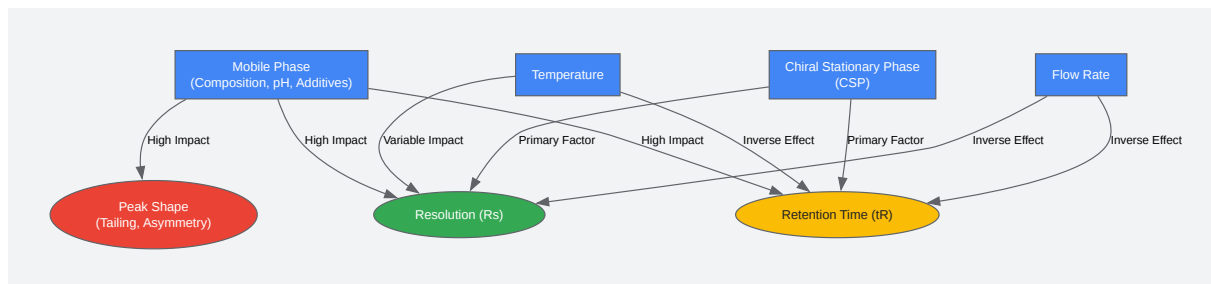 Mobile Phase
(Composition, pH, Additives)
Temperature
Chiral Stationary Phase
(CSP)
Flow Rate
High Impact
High Impact
Variable Impact
Primary Factor
High Impact
Inverse Effect
Primary Factor
Inverse Effect
Inverse Effect
Peak Shape
(Tailing, Asymmetry)
Resolution (Rs)
Retention Time (tR)